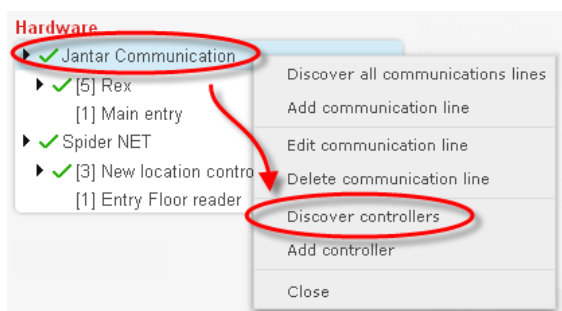 Hardware
Jantar Communication
[5] Rex
[1] Main entry
Spider NET
[3] New location contro
[1] Entry Floor reader
Discover all communications lines
Add communication line
Edit communication line
Delete communication line
Discover controllers
Add controller
Close